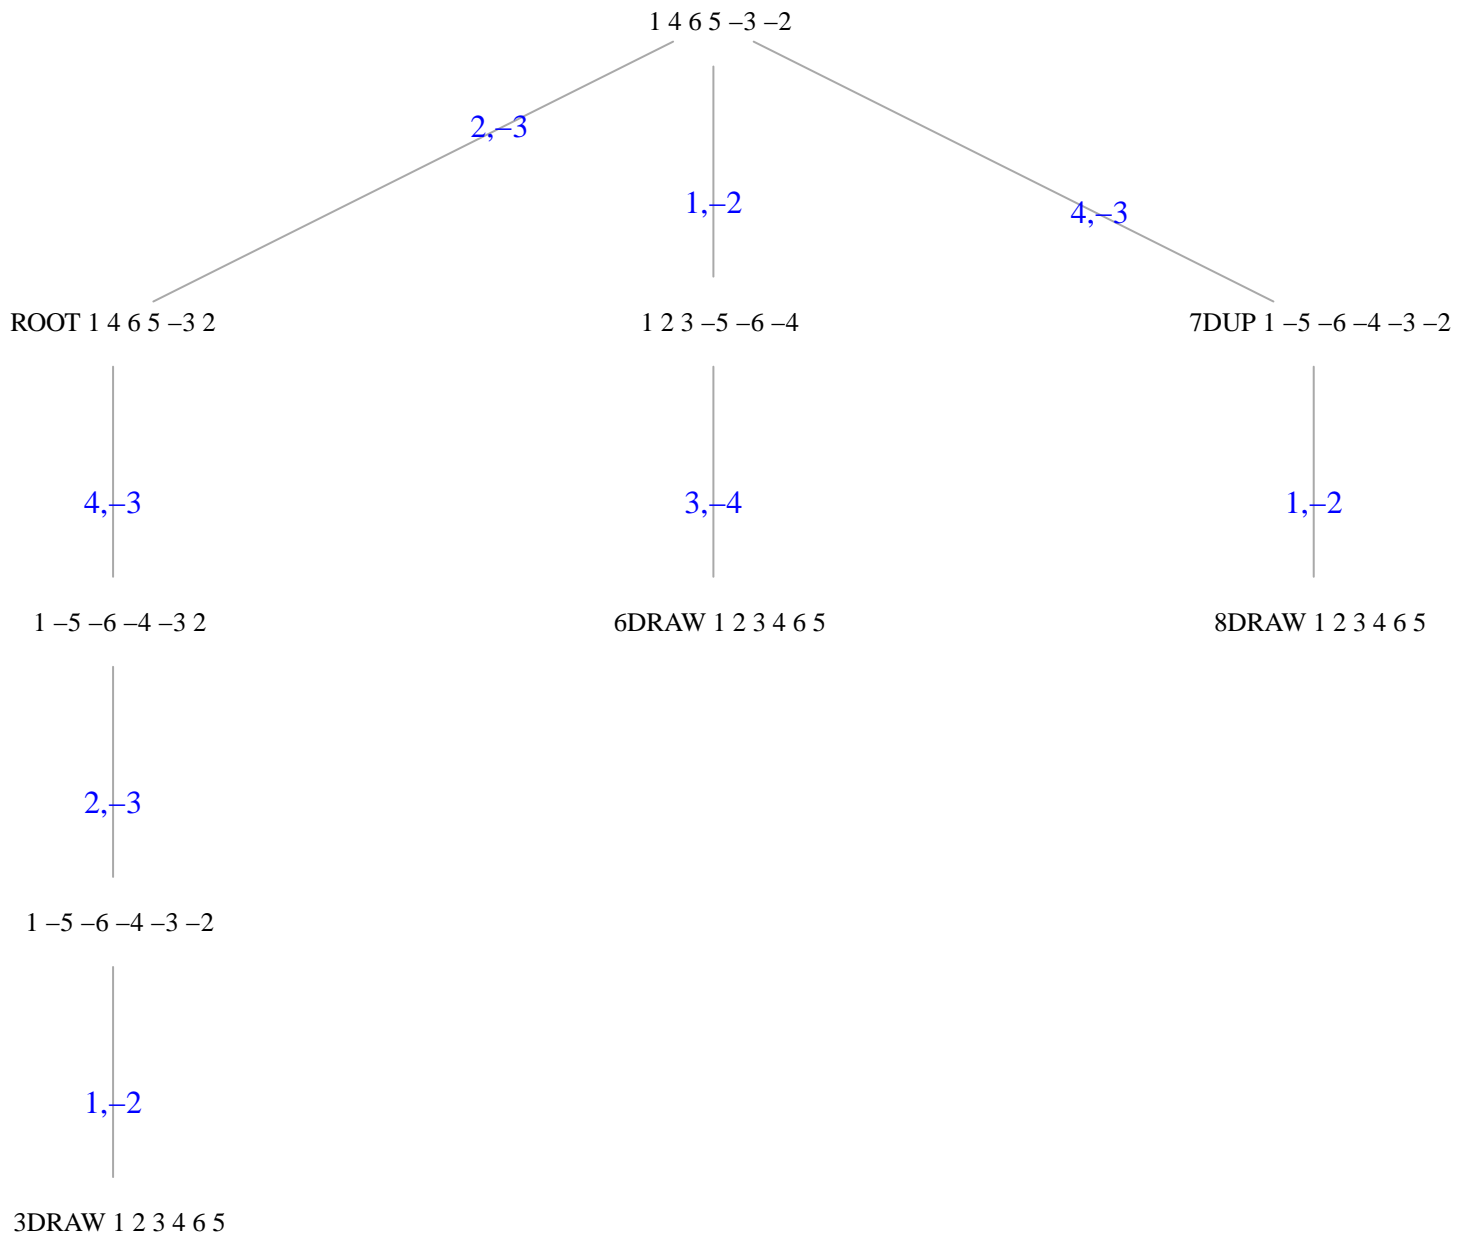 1 4 6 5 –3 –2
2,–3
1,–2
4,–3
ROOT 1 4 6 5 –3 2
1 2 3 –5 –6 –4
7DUP 1 –5 –6 –4 –3 –2
4,–3
3,–4
1,–2
1 –5 –6 –4 –3 2
6DRAW 1 2 3 4 6 5
8DRAW 1 2 3 4 6 5
2,–3
1 –5 –6 –4 –3 –2
1,–2
3DRAW 1 2 3 4 6 5